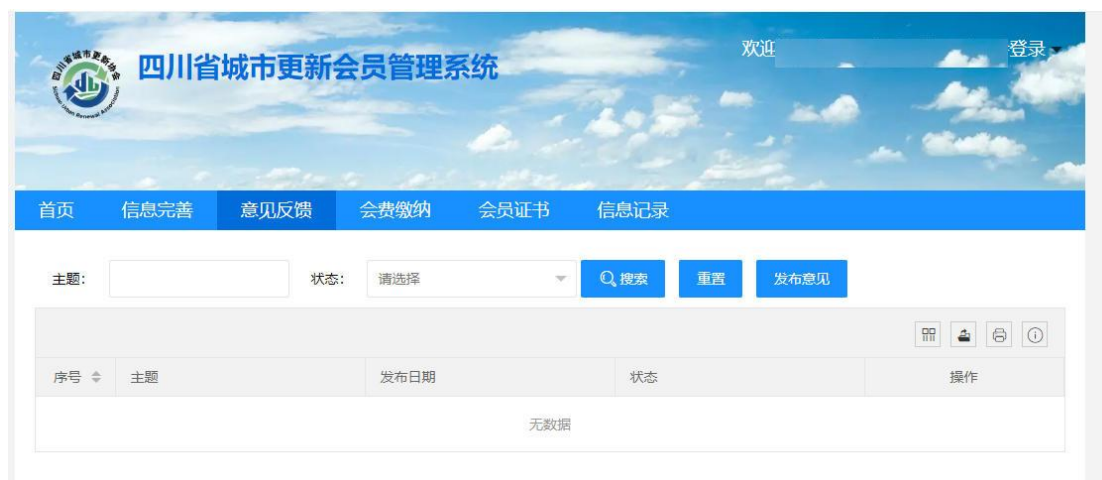 四川省城市更新会员管理系统
欢迎 登录
首页 信息完善 意见反馈 会费缴纳 会员证书 信息记录
主题： 状态： 请选择 搜索 重置 发布意见
序号 主题 发布日期 状态 操作
无数据